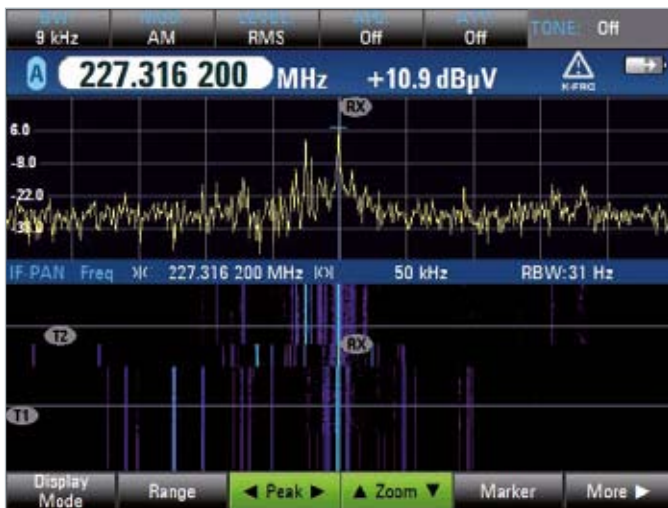 BW: MOD: LEVEL: AFC: ATT: TONE: Off
9 kHz AM RMS Off Off
A 227.316 200 MHz +10.9 dBµV K-FRQ
RX
6.0
-8.0
-22.0
IF-PAN Freq 227.316 200 MHz 50 kHz RBW:31 Hz
T2
RX
T1
Display Mode Range ◄ Peak ► ▲ Zoom ▼ Marker More ►